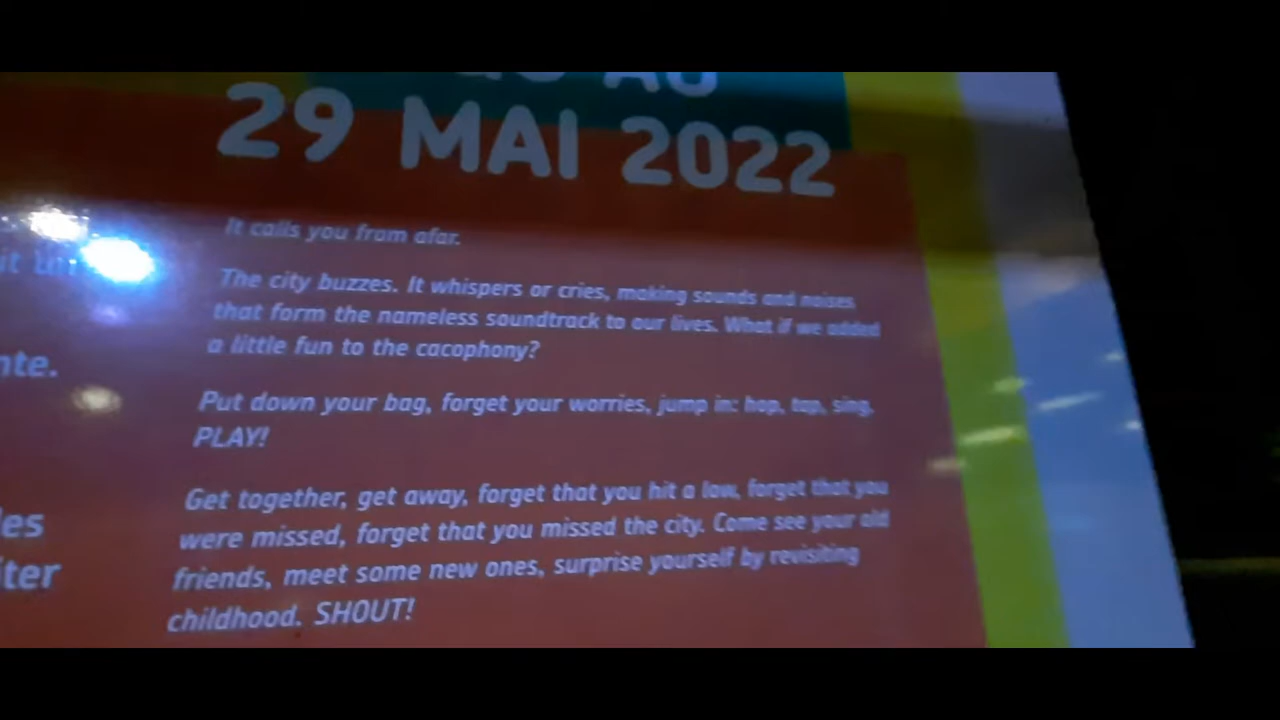 AU
29 MAI 2022
It calls you from afar.
The city buzzes. It whispers or cries, making sounds and noises
that form the nameless soundtrack to our lives. What if we added
a little fun to the cacophony?
Put down your bag, forget your worries, jump in: hop, tap, sing,
PLAY!
Get together, get away, forget that you hit a low, forget that you
were missed, forget that you missed the city. Come see your old
friends, meet some new ones, surprise yourself by revisiting
childhood. SHOUT!